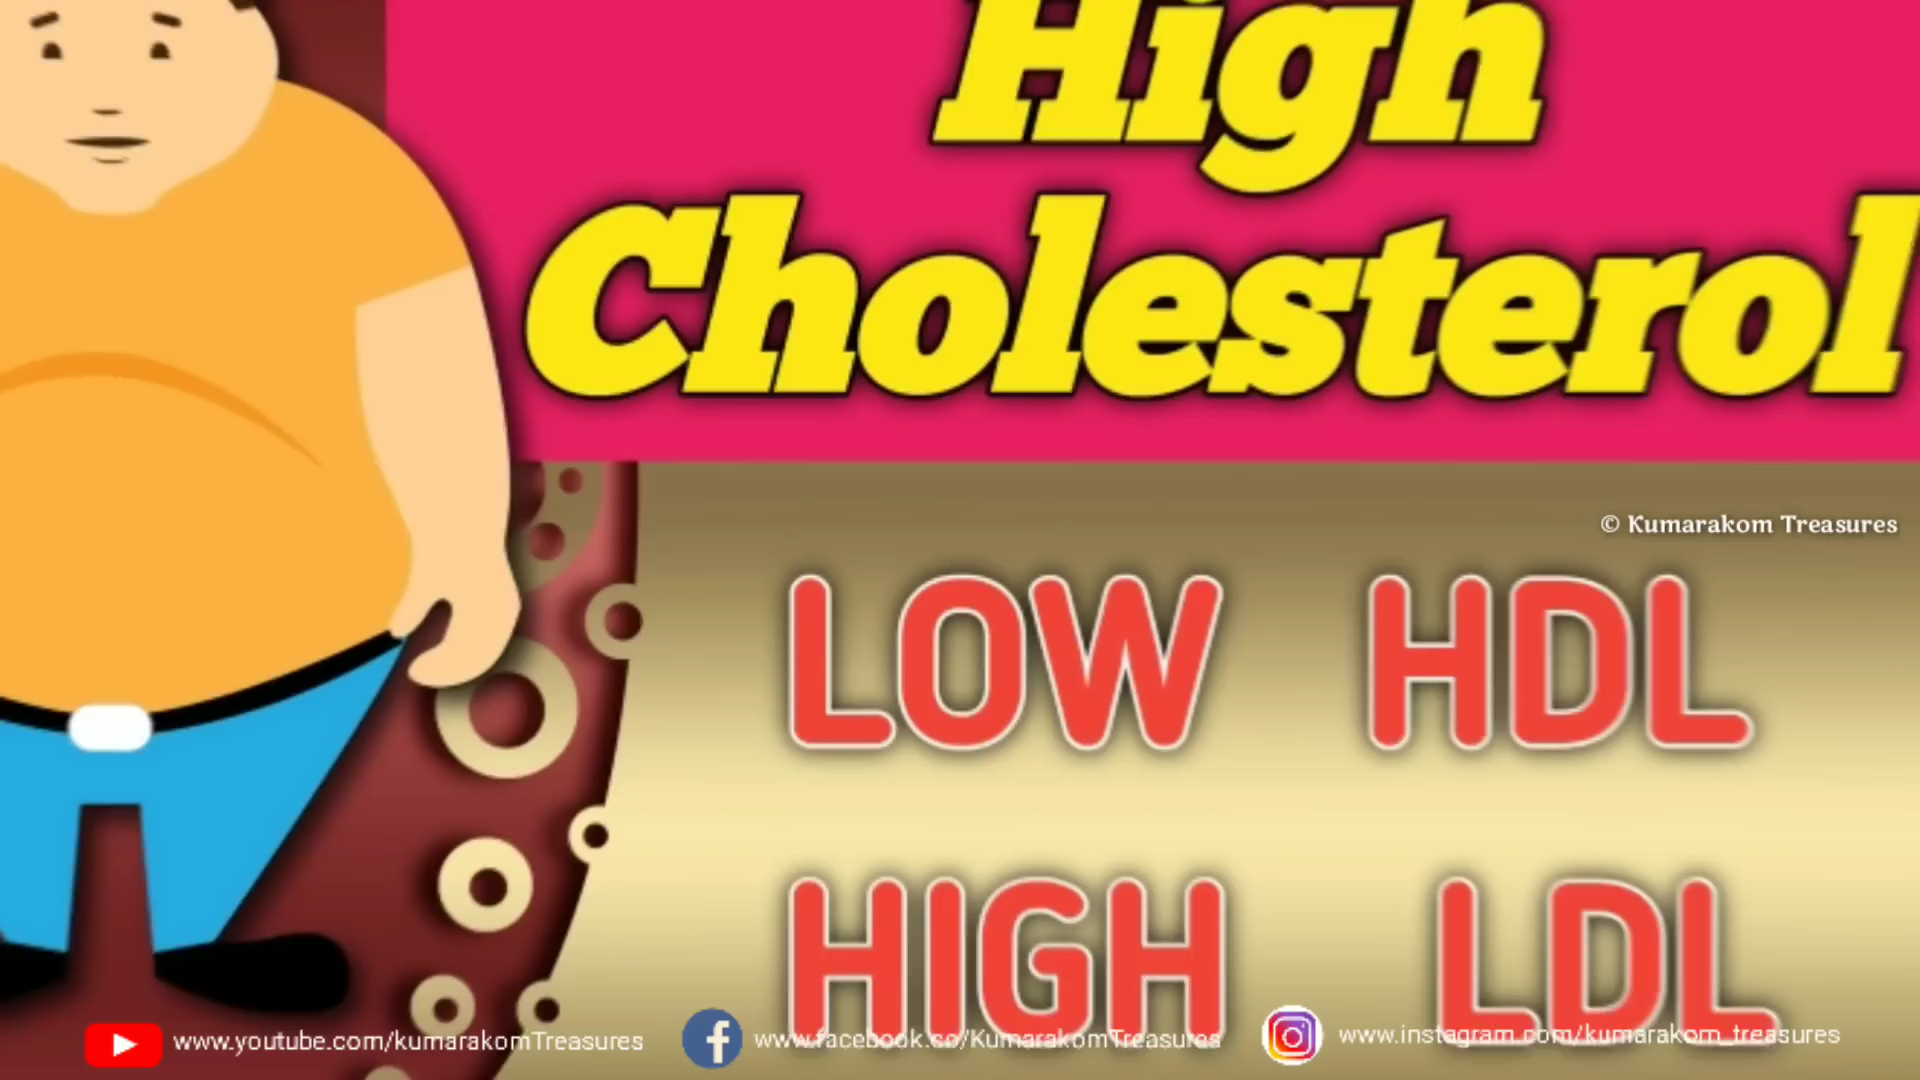 High
Cholesterol
© Kumarakom Treasures
LOW HDL
HIGH LDL
www.youtube.com/kumarakomTreasures
www.facebook.co/KumarakomTreasures
www.instagram.com/kumarakom_treasures